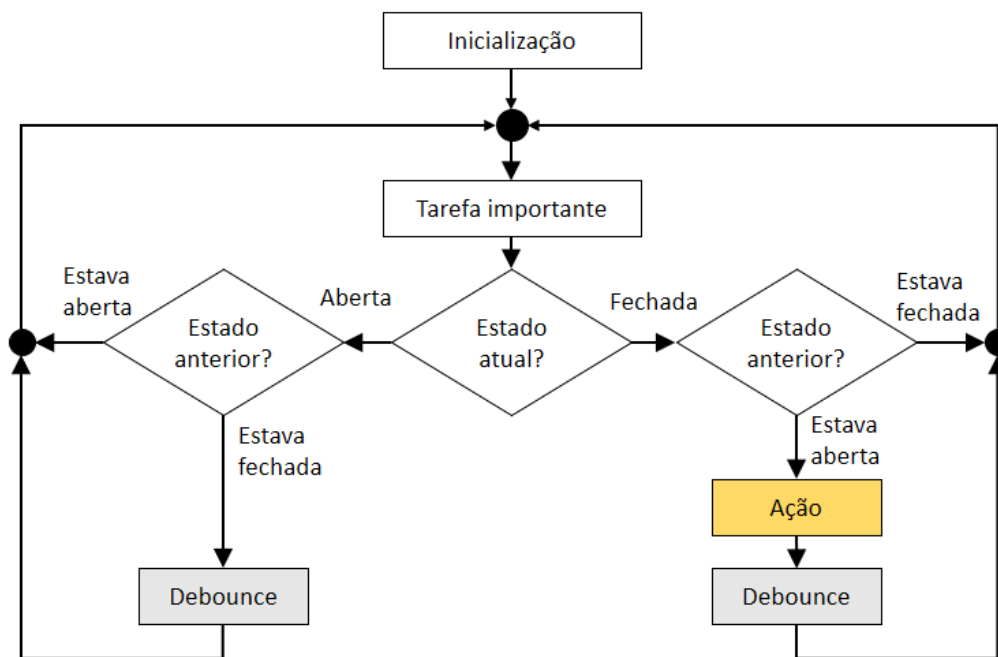 Inicialização
Tarefa importante
Estava
aberta
Aberta
Fechada
Estava
fechada
Estado
anterior?
Estado
atual?
Estado
anterior?
Estava
fechada
Estava
aberta
Ação
Debounce
Debounce